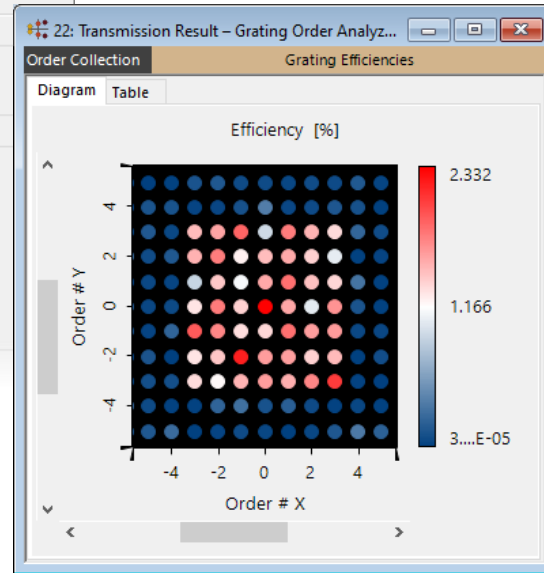 22: Transmission Result – Grating Order Analyz...
Order Collection
Grating Efficiencies
Diagram
Table
Efficiency [%]
2.332
1.166
3....E-05
4
2
0
-2
-4
Order # Y
-4
-2
0
2
4
Order # X